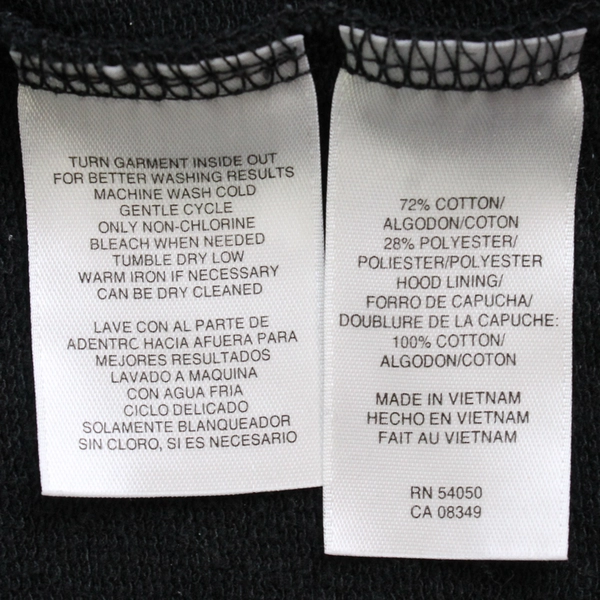 TURN GARMENT INSIDE OUT
FOR BETTER WASHING RESULTS
MACHINE WASH COLD
GENTLE CYCLE
ONLY NON-CHLORINE
BLEACH WHEN NEEDED
TUMBLE DRY LOW
WARM IRON IF NECESSARY
CAN BE DRY CLEANED
LAVE CON AL PARTE DE
ADENTRC HACIA AFUERA PARA
MEJORES RESULTADOS
LAVADO A MAQUINA
CON AGUA FRIA
CICLO DELICADO
SOLAMENTE BLANQUEADOR
SIN CLORO, SI ES NECESARIO
72% COTTON/
ALGODON/COTON
28% POLYESTER/
POLIESTER/POLYESTER
HOOD LINING/
FORRO DE CAPUCHA/
DOUBLURE DE LA CAPUCHE:
100% COTTON/
ALGODON/COTON
MADE IN VIETNAM
HECHO EN VIETNAM
FAIT AU VIETNAM
RN 54050
CA 08349